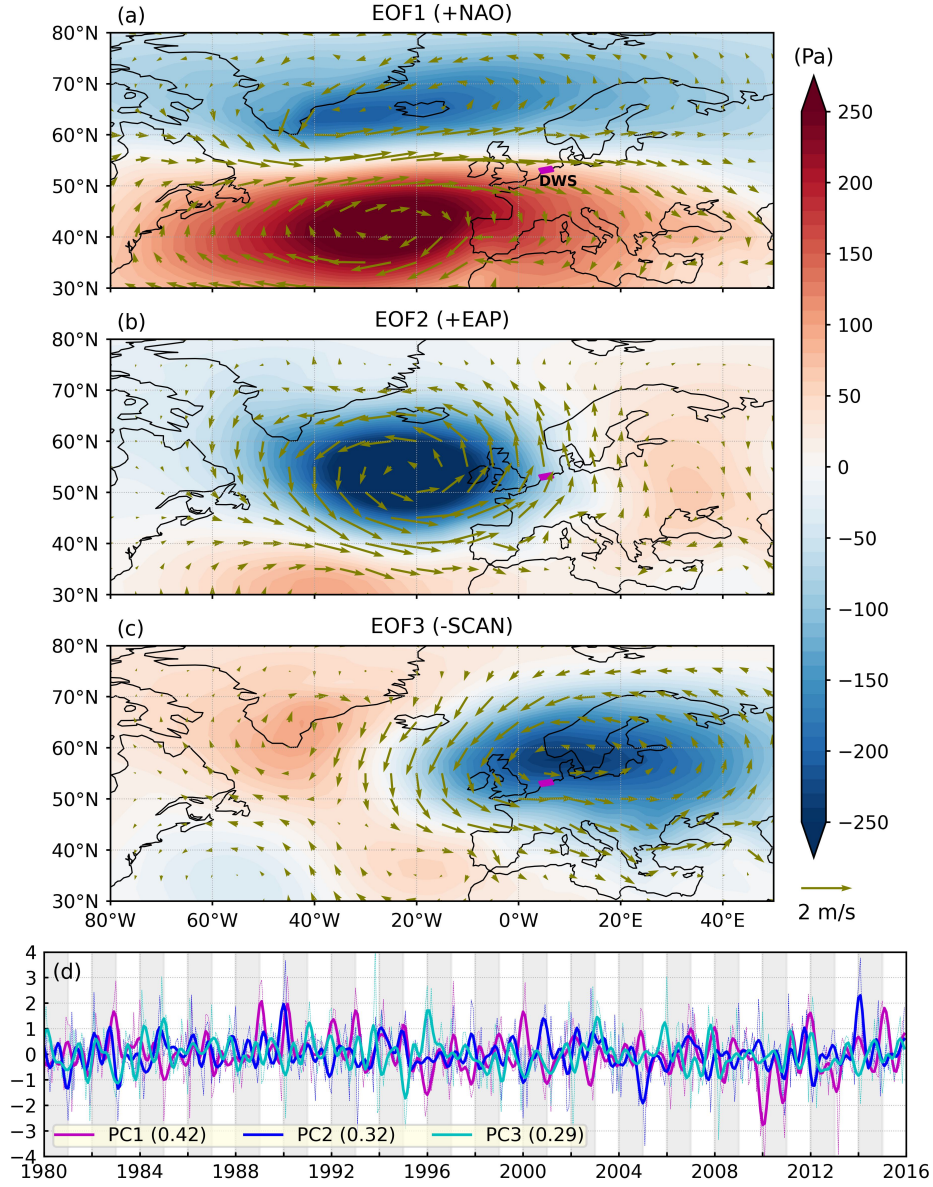 (a)
EOF1 (+NAO)
80°N
70°N
60°N
50°N
40°N
30°N
DWS
(Pa)
250
200
150
100
50
0
−50
−100
−150
−200
−250
2 m/s
(b)
EOF2 (+EAP)
80°N
70°N
60°N
50°N
40°N
30°N
(c)
EOF3 (-SCAN)
80°N
70°N
60°N
50°N
40°N
30°N
80°W 60°W 40°W 20°W 0°W 20°E 40°E
(d)
4
3
2
1
0
−1
−2
−3
−4
PC1 (0.42) PC2 (0.32) PC3 (0.29)
1980 1984 1988 1992 1996 2000 2004 2008 2012 2016